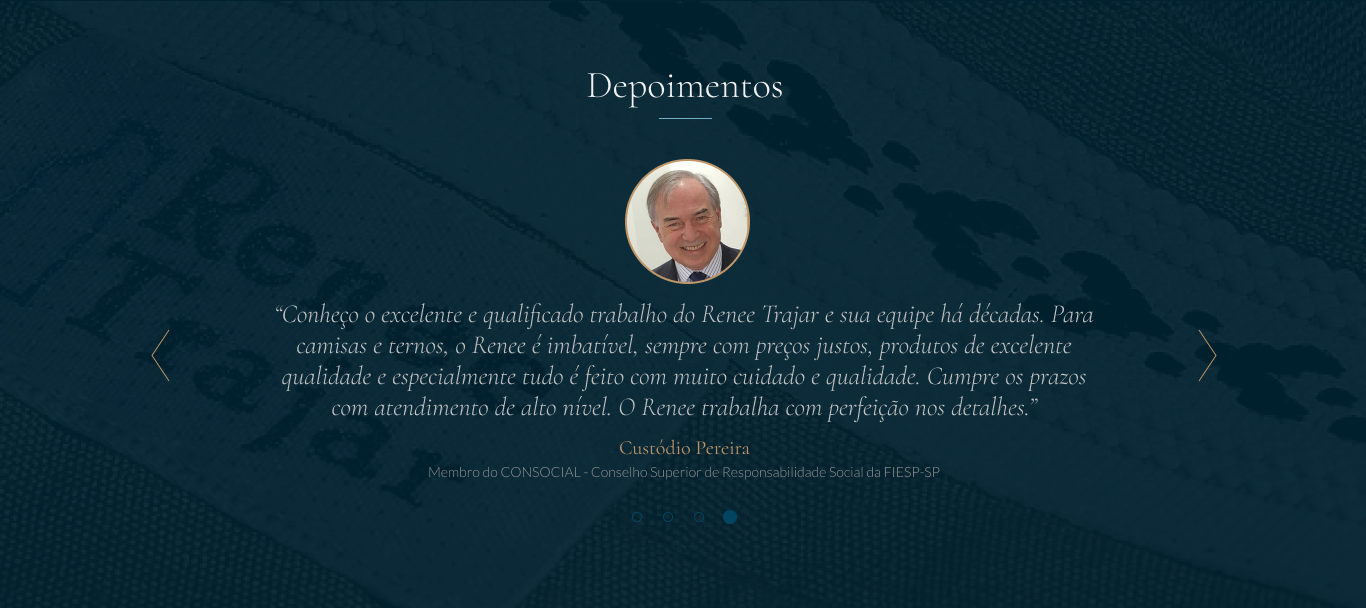 Depoimentos
Renee
Trajar
“Conheço o excelente e qualificado trabalho do Renee Trajar e sua equipe há décadas. Para
camisas e ternos, o Renee é imbatível, sempre com preços justos, produtos de excelente
qualidade e especialmente tudo é feito com muito cuidado e qualidade. Cumpre os prazos
com atendimento de alto nível. O Renee trabalha com perfeição nos detalhes.”
Custódio Pereira
Membro do CONSOCIAL - Conselho Superior de Responsabilidade Social da FIESP-SP